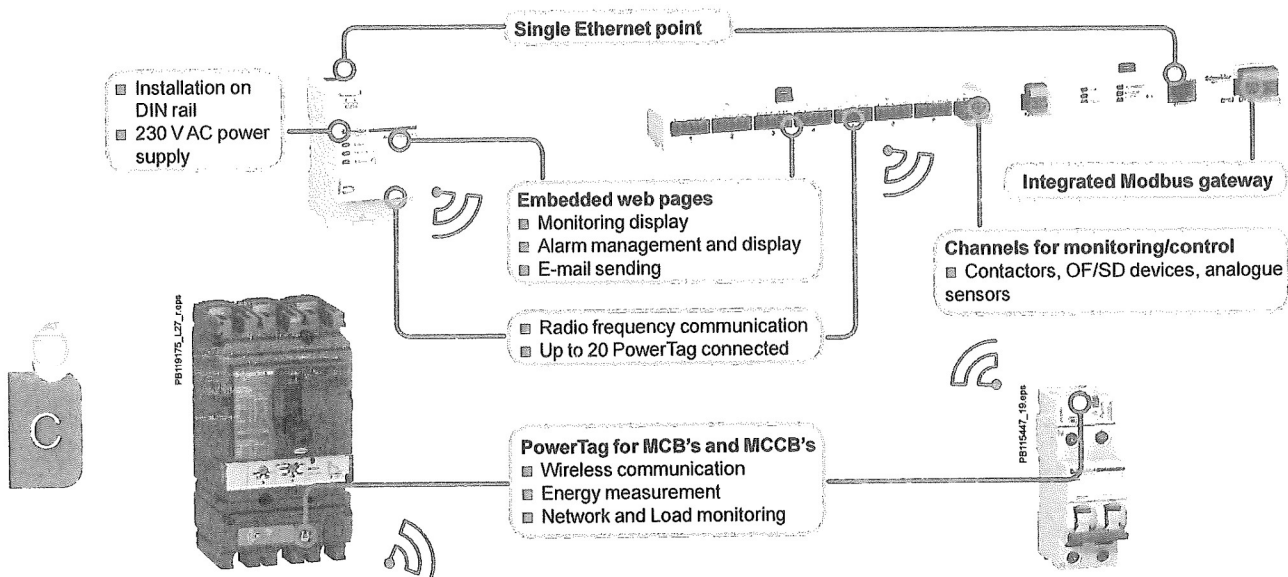 Single Ethernet point
Installation on
DIN rail
230 V AC power
supply
Embedded web pages
Monitoring display
Alarm management and display
E-mail sending
Integrated Modbus gateway
Channels for monitoring/control
Contactors, OF/SD devices, analogue
sensors
Radio frequency communication
Up to 20 PowerTag connected
PB119175_L27_r.eps
C
PowerTag for MCB's and MCCB's
Wireless communication
Energy measurement
Network and Load monitoring
PB115447_19.eps